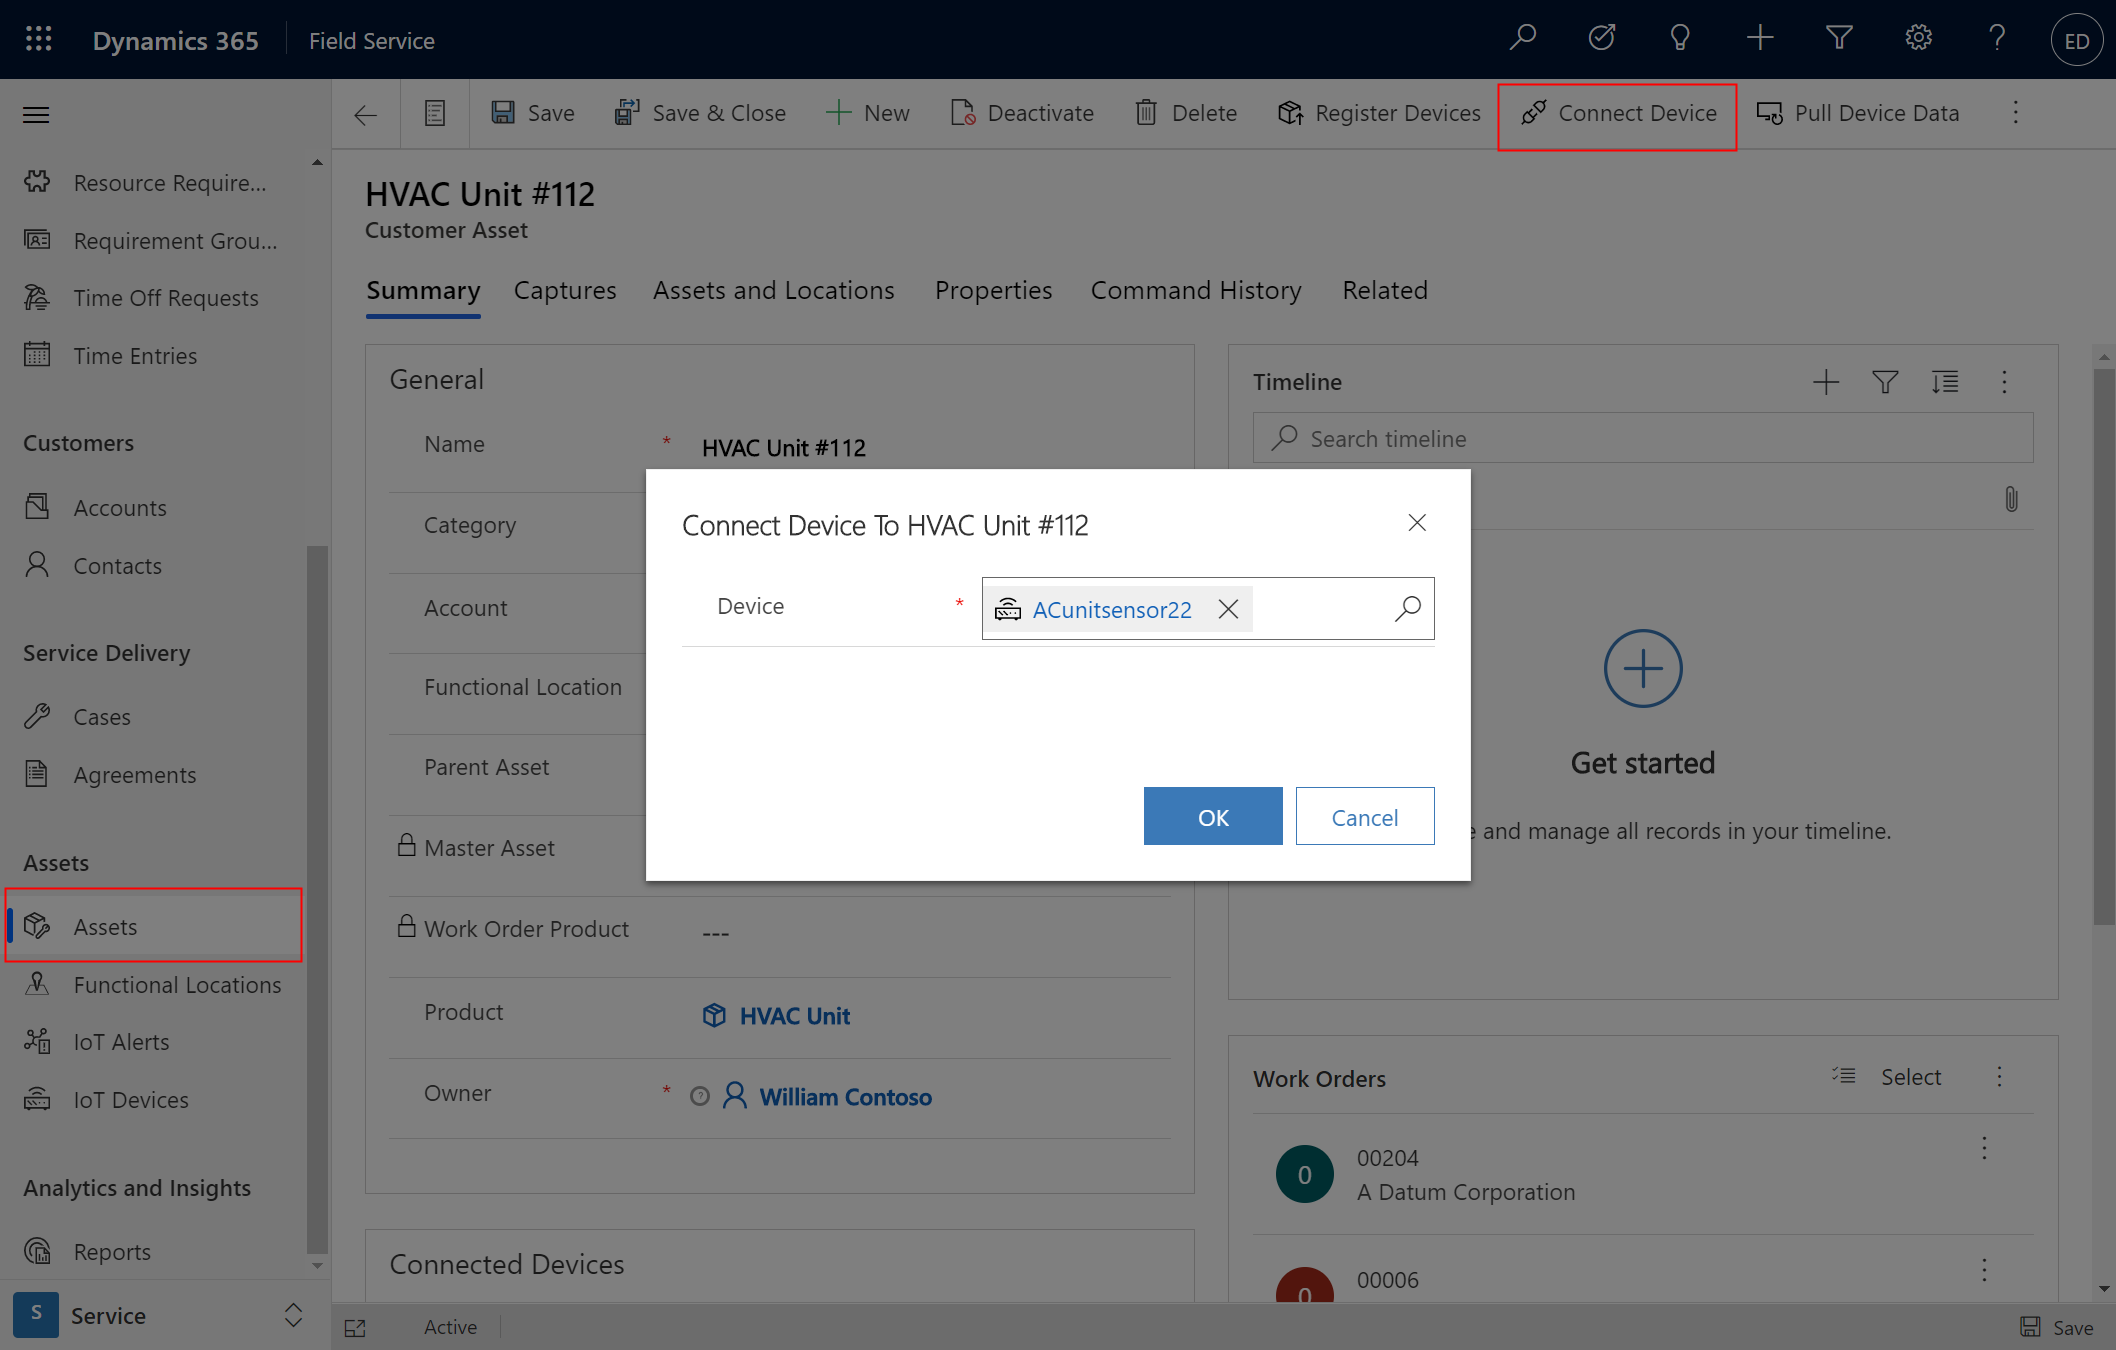 Dynamics 365
Field Service
ED
Save
Save & Close
New
Deactivate
Delete
Register Devices
Connect Device
Pull Device Data
Resource Require...
Requirement Grou...
Time Off Requests
Time Entries
Customers
Accounts
Contacts
Service Delivery
Cases
Agreements
Assets
Assets
Functional Locations
IoT Alerts
IoT Devices
Analytics and Insights
Reports
S
Service
HVAC Unit #112
Customer Asset
Summary
Captures
Assets and Locations
Properties
Command History
Related
General
Name
*
HVAC Unit #112
Category
Account
Functional Location
Parent Asset
Master Asset
Work Order Product
---
Product
HVAC Unit
Owner
*
William Contoso
Connected Devices
Connect Device To HVAC Unit #112
Device
*
ACunitsensor22
OK
Cancel
Timeline
Search timeline
Get started
and manage all records in your timeline.
Work Orders
Select
0
00204
A Datum Corporation
0
00006
Active
Save